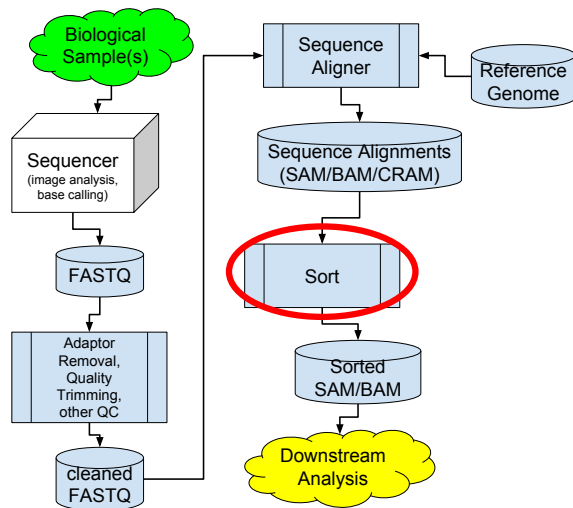 Biological
Sample(s)
Sequencer
(image analysis,
base calling)
FASTQ
Adaptor
Removal,
Quality
Trimming,
other QC
cleaned
FASTQ
Sequence
Aligner
Reference
Genome
Sequence Alignments
(SAM/BAM/CRAM)
Sort
Sorted
SAM/BAM
Downstream
Analysis